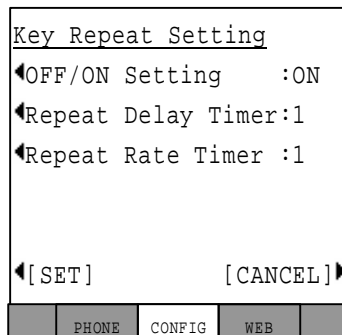 Key Repeat Setting
OFF/ON Setting :ON
Repeat Delay Timer:1
Repeat Rate Timer :1
[SET] [CANCEL]
PHONE CONFIG WEB